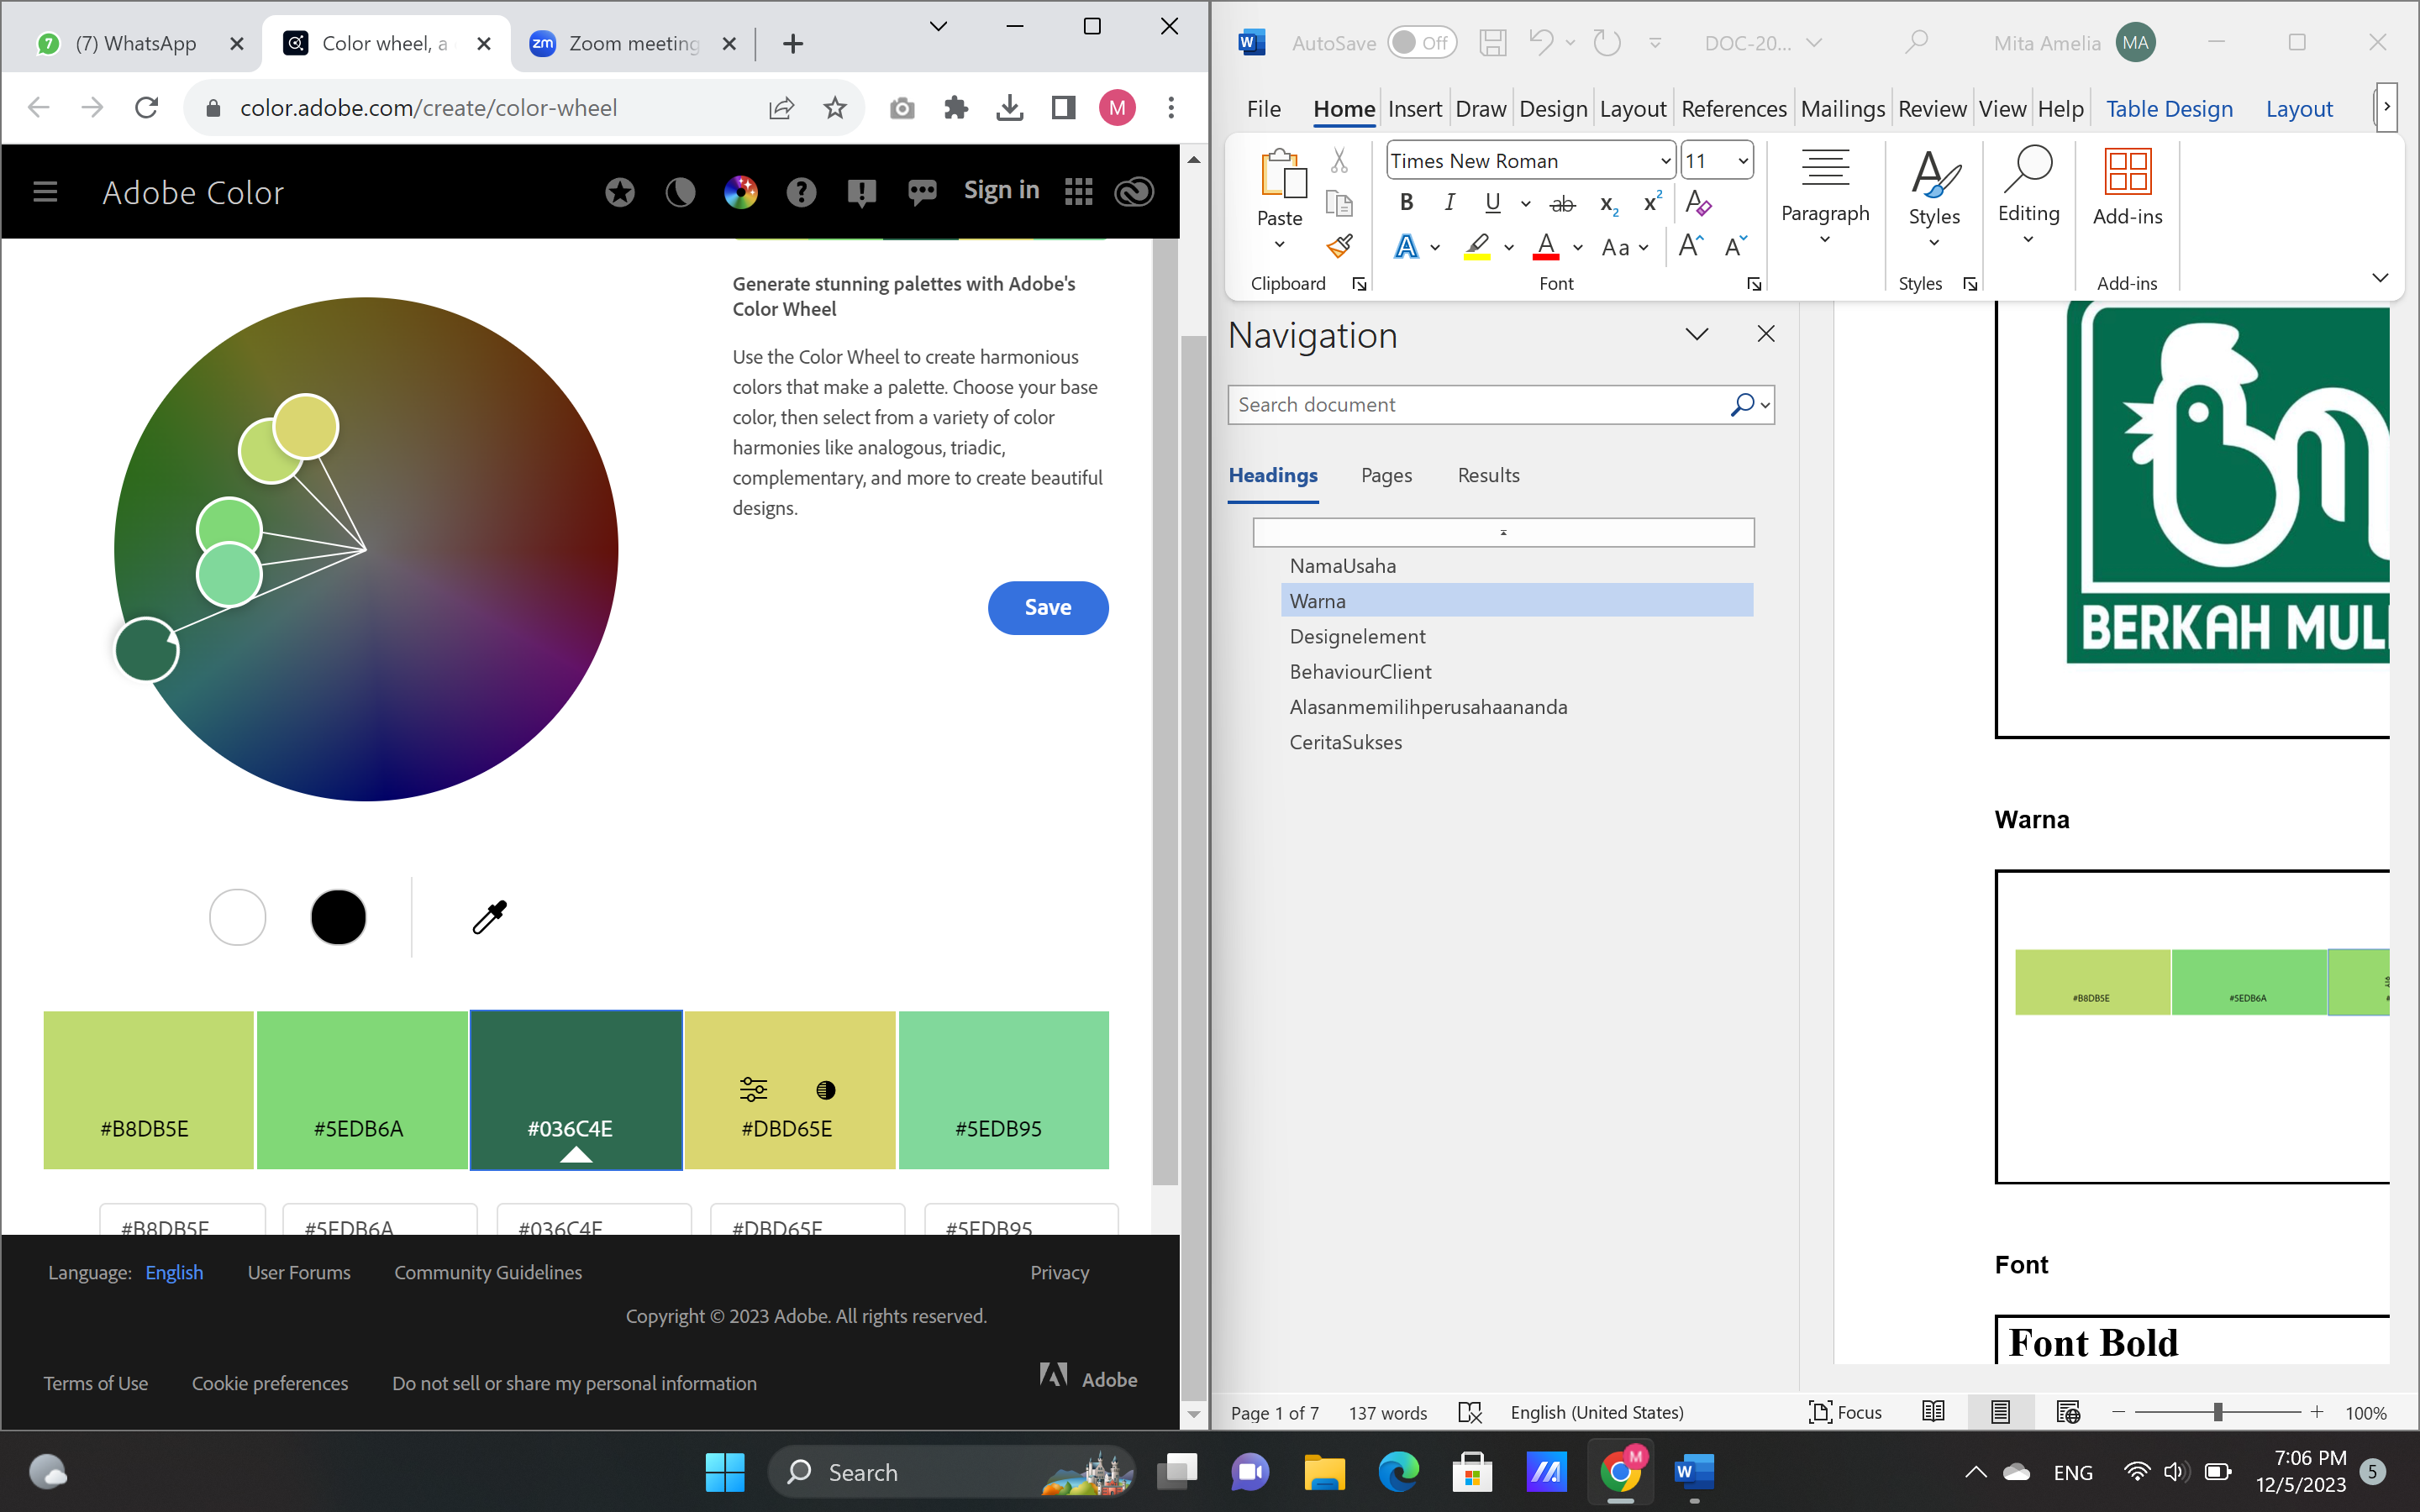 (7) WhatsApp
Color wheel, a
Zoom meeting
color.adobe.com/create/color-wheel
M
Adobe Color
Sign in
Generate stunning palettes with Adobe's
Color Wheel
Use the Color Wheel to create harmonious
colors that make a palette. Choose your base
color, then select from a variety of color
harmonies like analogous, triadic,
complementary, and more to create beautiful
designs.
Save
#B8DB5E
#5EDB6A
#036C4E
#DBD65E
#5EDB95
#B8DB5E
#5EDB6A
#036C4E
#DBD65E
#5EDB95
Language: English
User Forums
Community Guidelines
Privacy
Copyright © 2023 Adobe. All rights reserved.
Terms of Use
Cookie preferences
Do not sell or share my personal information
Adobe
AutoSave
Off
DOC-20...
Mita Amelia
MA
File
Home
Insert
Draw
Design
Layout
References
Mailings
Review
View
Help
Table Design
Layout
Paste
Clipboard
Times New Roman
11
Font
Paragraph
Styles
Styles
Editing
Add-ins
Add-ins
Navigation
Search document
Headings
Pages
Results
NamaUsaha
Warna
Designelement
BehaviourClient
Alasanmemilihperusahaananda
CeritaSukses
BERKAH MUL
Warna
#B8DB5E
#5EDB6A
Font
Font Bold
Page 1 of 7
137 words
English (United States)
Focus
100%
Search
ENG
7:06 PM
12/5/2023
5